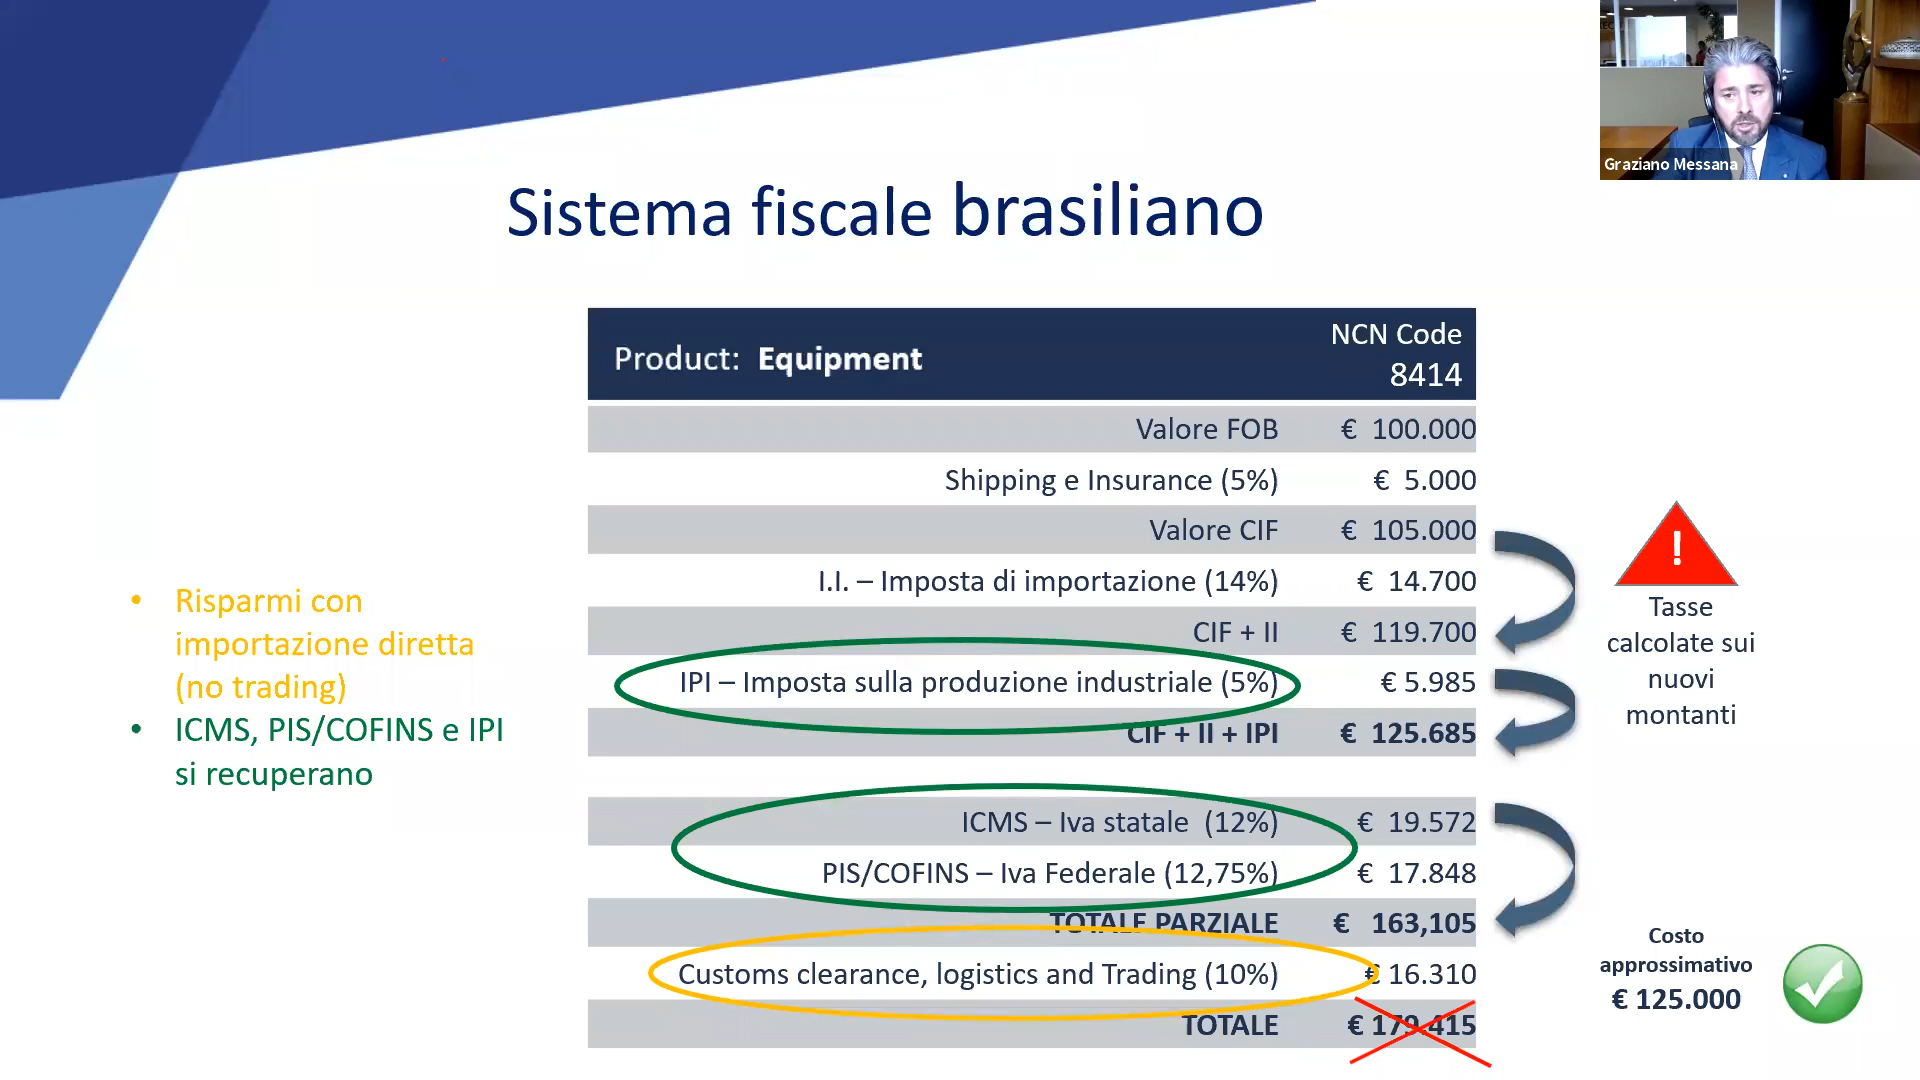 Graziano Messana
Sistema fiscale brasiliano
Product: Equipment
NCN Code
8414
Valore FOB € 100.000
Shipping e Insurance (5%) € 5.000
Valore CIF € 105.000
I.I. – Imposta di importazione (14%) € 14.700
CIF + II € 119.700
IPI – Imposta sulla produzione industriale (5%) € 5.985
CIF + II + IPI € 125.685
ICMS – Iva statale (12%) € 19.572
PIS/COFINS – Iva Federale (12,75%) € 17.848
TOTALE PARZIALE € 163,105
Customs clearance, logistics and Trading (10%) € 16.310
TOTALE € 179.415
• Risparmi con
importazione diretta
(no trading)
• ICMS, PIS/COFINS e IPI
si recuperano
!
Tasse
calcolate sui
nuovi
montanti
Costo
approssimativo
€ 125.000